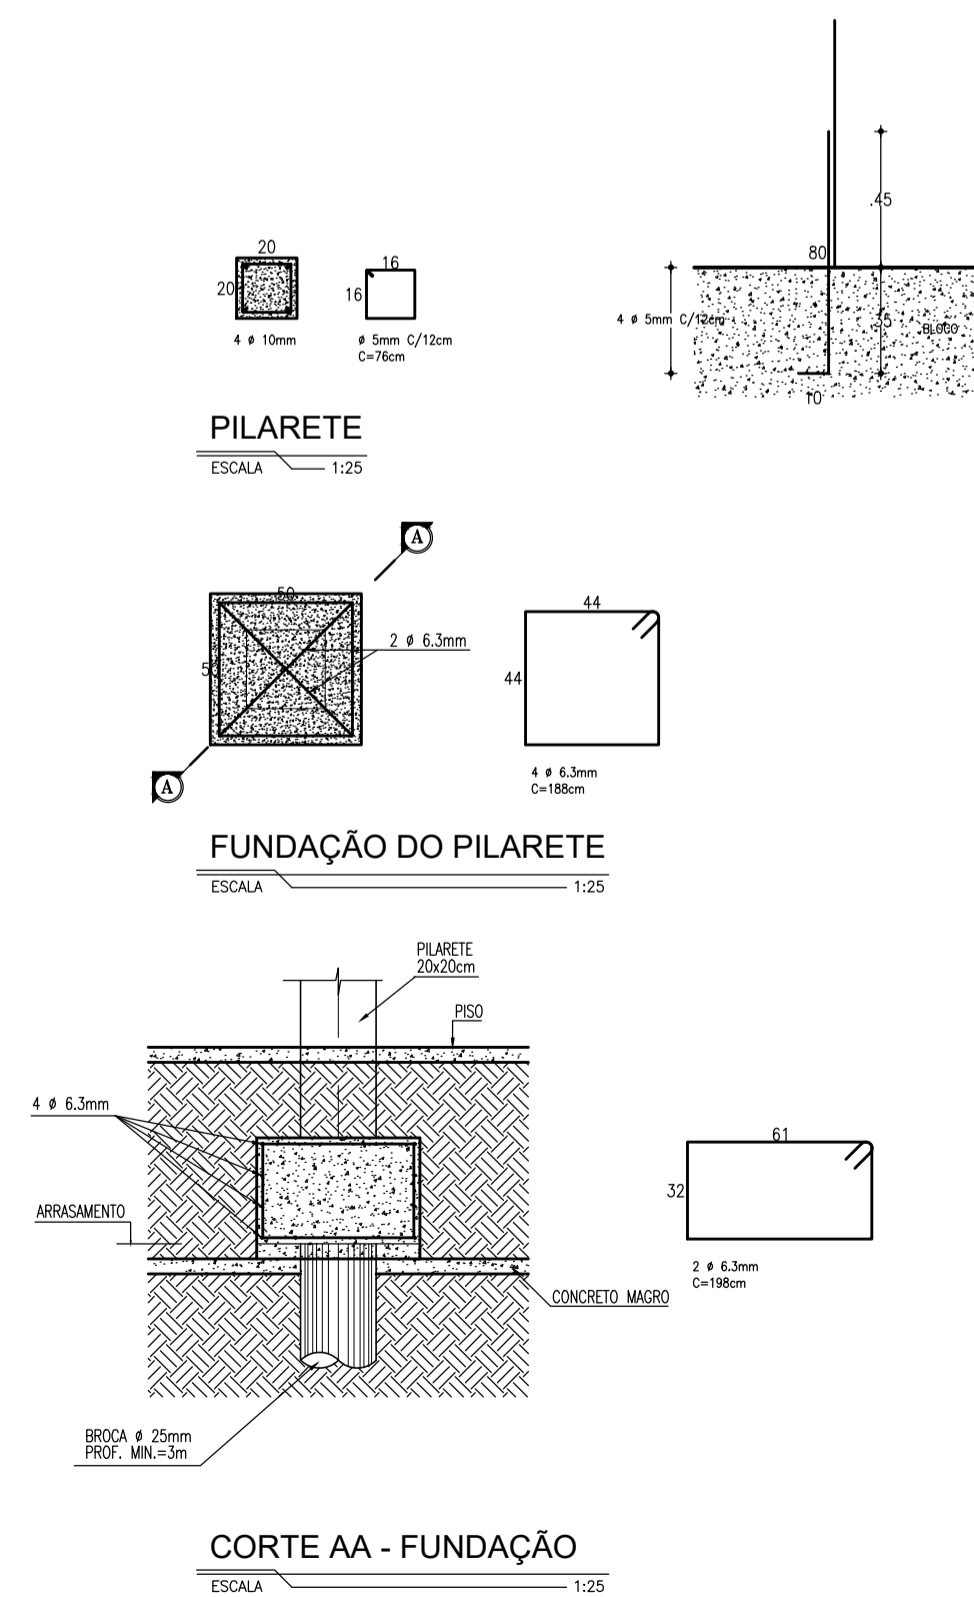 20
20
4 ø 10mm
16
16
ø 5mm C/12cm
C=76cm
.45
80
4 ø 5mm C/12cm
35
BLOCO
10
PILARETE
ESCALA 1:25
A
50
50
2 ø 6.3mm
A
44
44
4 ø 6.3mm
C=188cm
FUNDAÇÃO DO PILARETE
ESCALA 1:25
PILARETE
20x20cm
PISO
4 ø 6.3mm
ARRASAMENTO
CONCRETO MAGRO
BROCA ø 25mm
PROF. MIN.=3m
61
32
2 ø 6.3mm
C=198cm
CORTE AA - FUNDAÇÃO
ESCALA 1:25